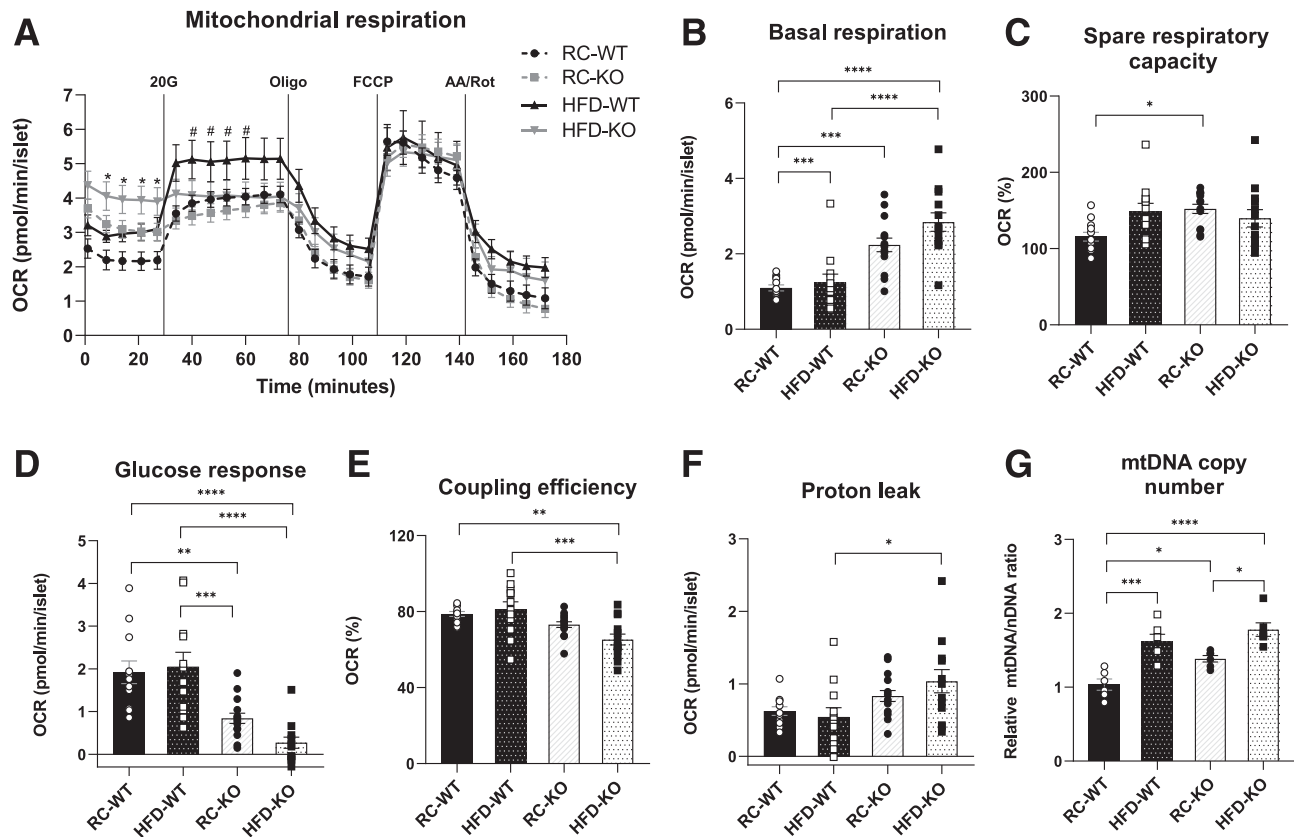 A
Mitochondrial respiration
RC-WT
RC-KO
HFD-WT
HFD-KO
20G
Oligo
FCCP
AA/Rot
OCR (pmol/min/islet)
7
6
5
4
3
2
1
0
* * * *
# # # #
0 20 40 60 80 100 120 140 160 180
Time (minutes)
B
Basal respiration
OCR (pmol/min/islet)
6
4
2
0
****
****
***
***
RC-WT
HFD-WT
RC-KO
HFD-KO
C
Spare respiratory
capacity
OCR (%)
300
200
100
0
*
RC-WT
HFD-WT
RC-KO
HFD-KO
D
Glucose response
OCR (pmol/min/islet)
5
4
3
2
1
0
****
****
**
***
RC-WT
HFD-WT
RC-KO
HFD-KO
E
Coupling efficiency
OCR (%)
120
80
60
0
**
***
RC-WT
HFD-WT
RC-KO
HFD-KO
F
Proton leak
OCR (pmol/min/islet)
3
2
1
0
*
RC-WT
HFD-WT
RC-KO
HFD-KO
G
mtDNA copy
number
Relative mtDNA/nDNA ratio
3
2
1
0
****
*
***
*
RC-WT
HFD-WT
RC-KO
HFD-KO